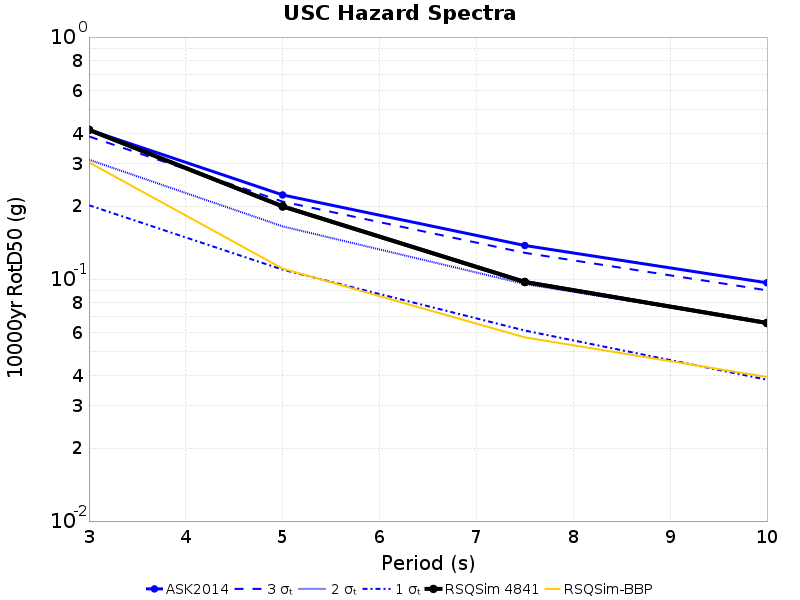 USC Hazard Spectra
10^0
8
6
4
3
2
10^-1
8
6
4
3
2
10^-2
10000yr RotD50 (g)
3 4 5 6 7 8 9 10
Period (s)
ASK2014 3 σₜ 2 σₜ 1 σₜ RSQSim 4841 RSQSim-BBP